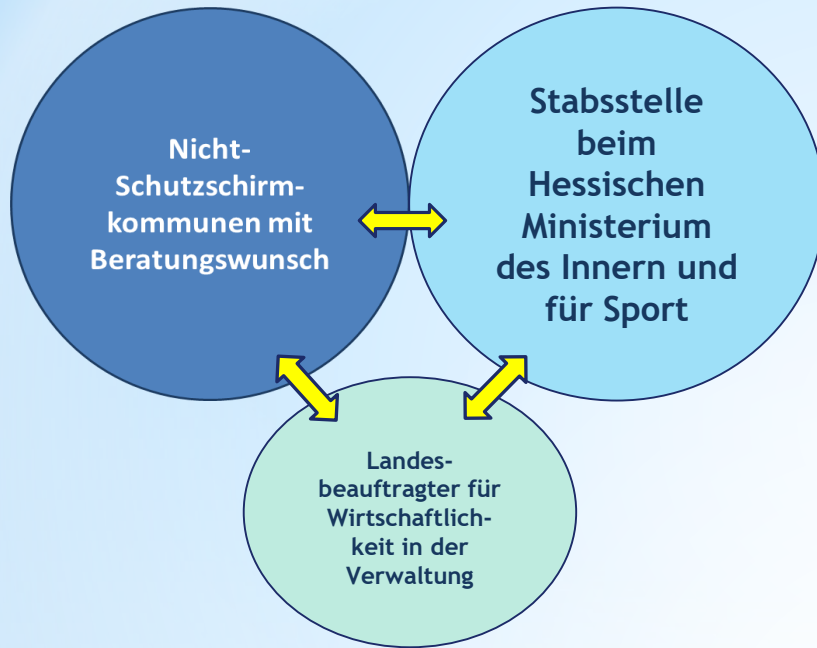 Nicht-
Schutzschirm-
kommunen mit
Beratungswunsch
Stabsstelle
beim
Hessischen
Ministerium
des Innern und
für Sport
Landes-
beauftragter für
Wirtschaftlich-
keit in der
Verwaltung